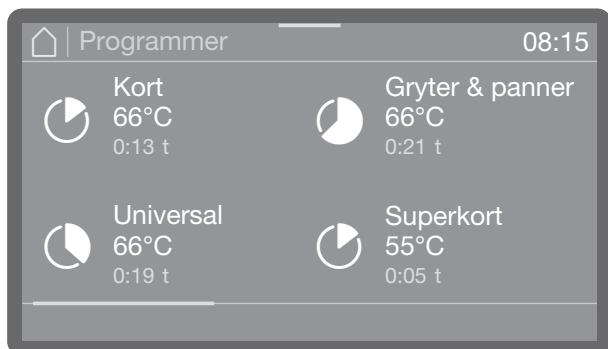 Programmer 08:15
Kort
66°C
0:13 t
Gryter & panner
66°C
0:21 t
Universal
66°C
0:19 t
Superkort
55°C
0:05 t